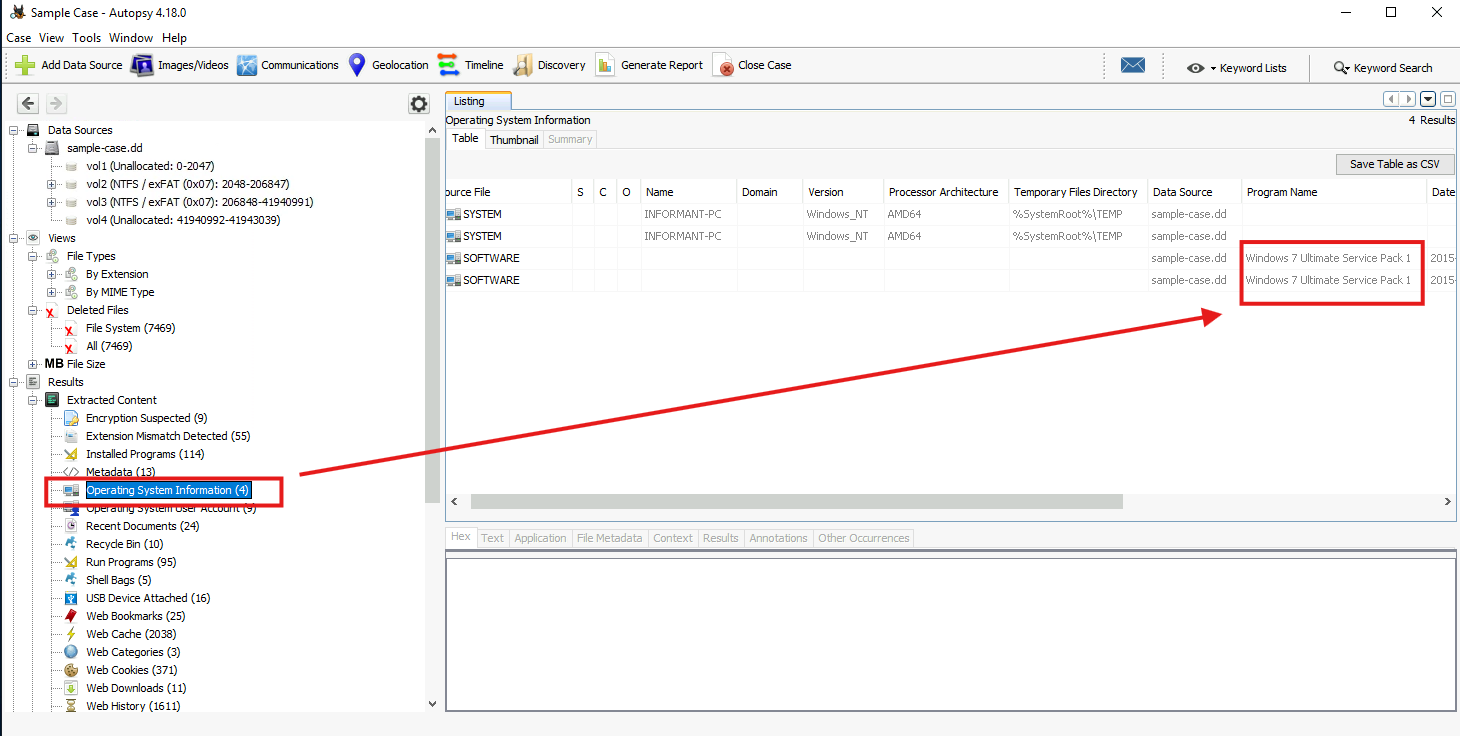 Sample Case - Autopsy 4.18.0
Case View Tools Window Help
Add Data Source Images/Videos Communications Geolocation Timeline Discovery Generate Report Close Case Keyword Lists Keyword Search
Data Sources
sample-case.dd
vol1 (Unallocated: 0-2047)
vol2 (NTFS / exFAT (0x07): 2048-206847)
vol3 (NTFS / exFAT (0x07): 206848-41940991)
vol4 (Unallocated: 41940992-41943039)
Views
File Types
By Extension
By MIME Type
Deleted Files
File System (7469)
All (7469)
MB File Size
Results
Extracted Content
Encryption Suspected (9)
Extension Mismatch Detected (55)
Installed Programs (114)
Metadata (13)
Operating System Information (4)
Operating System User Account (9)
Recent Documents (24)
Recycle Bin (10)
Run Programs (95)
Shell Bags (5)
USB Device Attached (16)
Web Bookmarks (25)
Web Cache (2038)
Web Categories (3)
Web Cookies (371)
Web Downloads (11)
Web History (1611)
Listing
Operating System Information 4 Results
Table Thumbnail Summary
Save Table as CSV
ource File S C O Name Domain Version Processor Architecture Temporary Files Directory Data Source Program Name Date
SYSTEM INFORMANT-PC Windows_NT AMD64 %SystemRoot%\TEMP sample-case.dd
SYSTEM INFORMANT-PC Windows_NT AMD64 %SystemRoot%\TEMP sample-case.dd
SOFTWARE sample-case.dd Windows 7 Ultimate Service Pack 1 2015-
SOFTWARE sample-case.dd Windows 7 Ultimate Service Pack 1 2015-
Hex Text Application File Metadata Context Results Annotations Other Occurrences